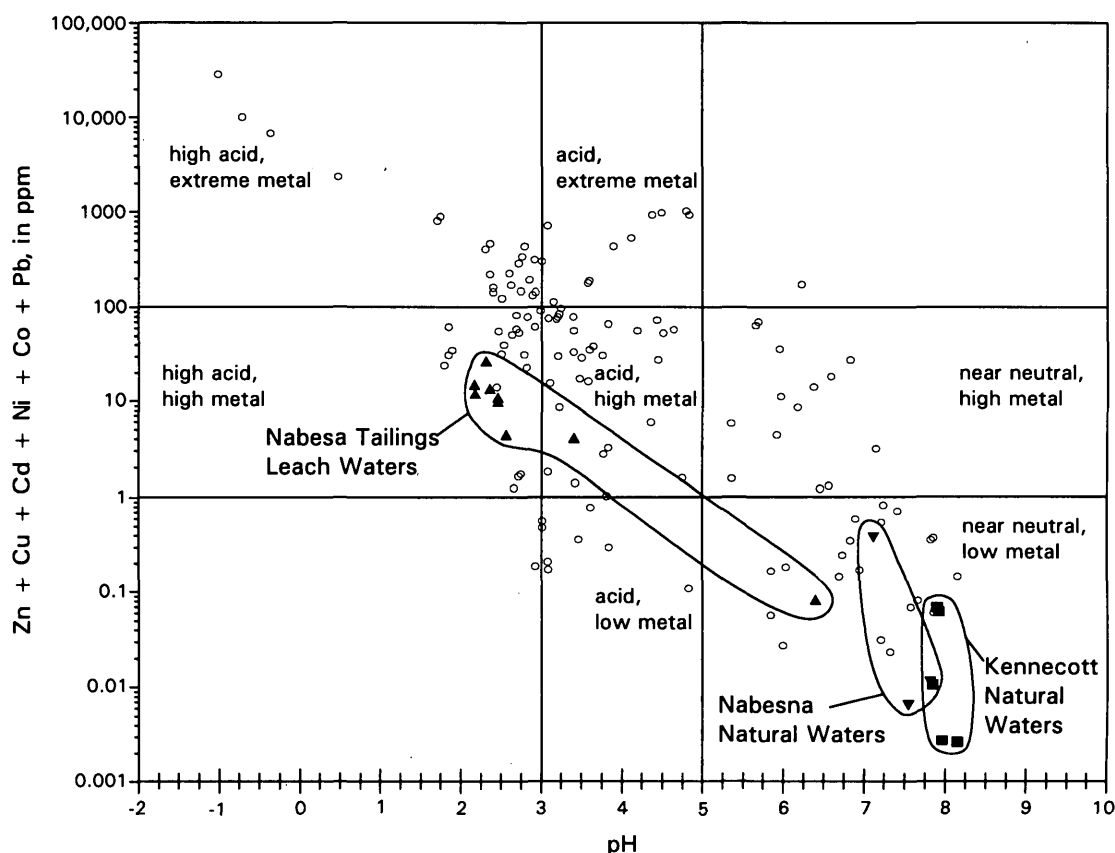 100,000
10,000
1000
100
10
1
0.1
0.01
0.001
Zn + Cu + Cd + Ni + Co + Pb, in ppm
high acid,
extreme metal
acid,
extreme metal
high acid,
high metal
acid,
high metal
near neutral,
high metal
Nabesa Tailings
Leach Waters
near neutral,
low metal
acid,
low metal
Nabesna
Natural Waters
Kennecott
Natural
Waters
-2 -1 0 1 2 3 4 5 6 7 8 9 10
pH